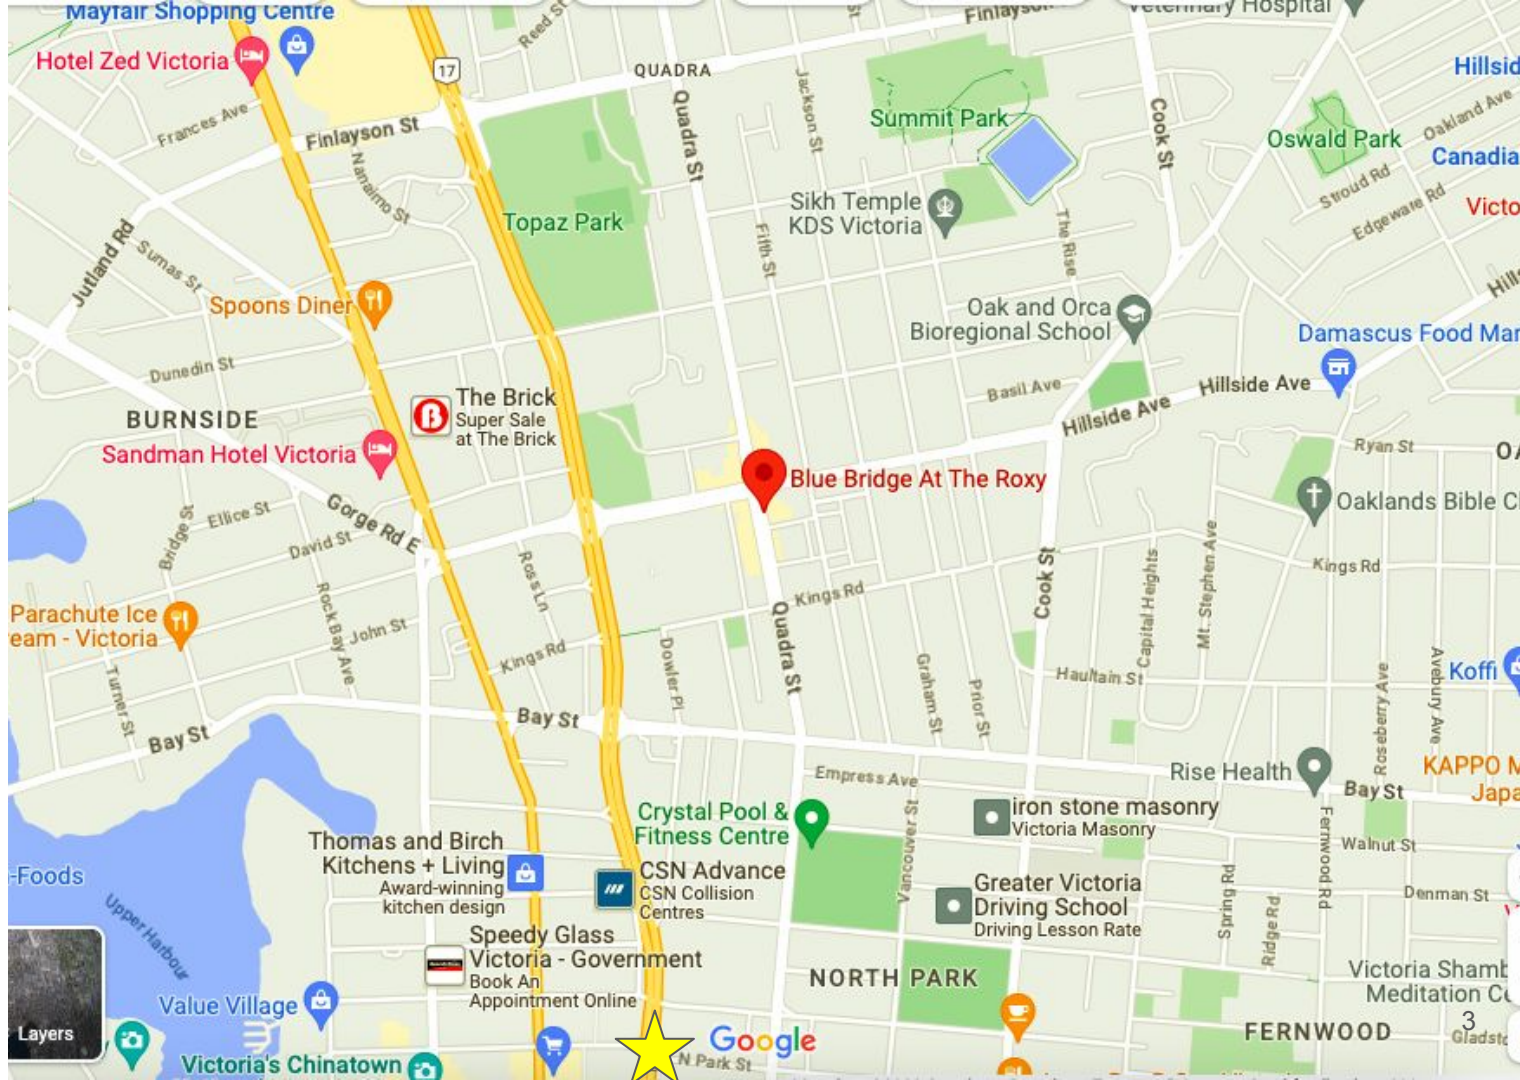 Mayfair Shopping Centre
Reed St
St
Finlayson
Veterinary Hospital
Hotel Zed Victoria
17
QUADRA
Hillsid
Frances Ave
Finlayson St
Nanaimo St
Quadra St
Jackson St
Summit Park
Cook St
Oswald Park
Oakland Ave
Canadia
Stroud Rd
Edgeware Rd
Victo
Topaz Park
Sikh Temple
KDS Victoria
Fifth St
The Rise
Jutland Rd
Sumas St
Hills
Spoons Diner
Oak and Orca
Bioregional School
Damascus Food Mar
Dunedin St
The Brick
Super Sale
at The Brick
Basil Ave
Hillside Ave
Hillside Ave
BURNSIDE
Sandman Hotel Victoria
Ryan St
OA
Blue Bridge At The Roxy
Oaklands Bible C
Bridge St
Ellice St
Gorge Rd E
David St
Ross Ln
Kings Rd
Cook St
Capital Heights
Mt. Stephen Ave
Kings Rd
Parachute Ice
ream - Victoria
Rock Bay Ave
John St
Kings Rd
Dowler Pl
Quadra St
Graham St
Prior St
Haultain St
Roseberry Ave
Avebury Ave
Koffi
Turner St
Bay St
Bay St
Empress Ave
Rise Health
Bay St
KAPPO M
Japa
Crystal Pool &
Fitness Centre
Vancouver St
iron stone masonry
Victoria Masonry
Fernwood Rd
Walnut St
Thomas and Birch
Kitchens + Living
Award-winning
kitchen design
CSN Advance
CSN Collision
Centres
Greater Victoria
Driving School
Driving Lesson Rate
Spring Rd
Ridge Rd
Denman St
-Foods
Upper Harbour
Speedy Glass
Victoria - Government
Book An
Appointment Online
NORTH PARK
Victoria Shamb
Meditation Ce
Value Village
3
Layers
FERNWOOD
Gladsto
Google
N Park St
Victoria's Chinatown